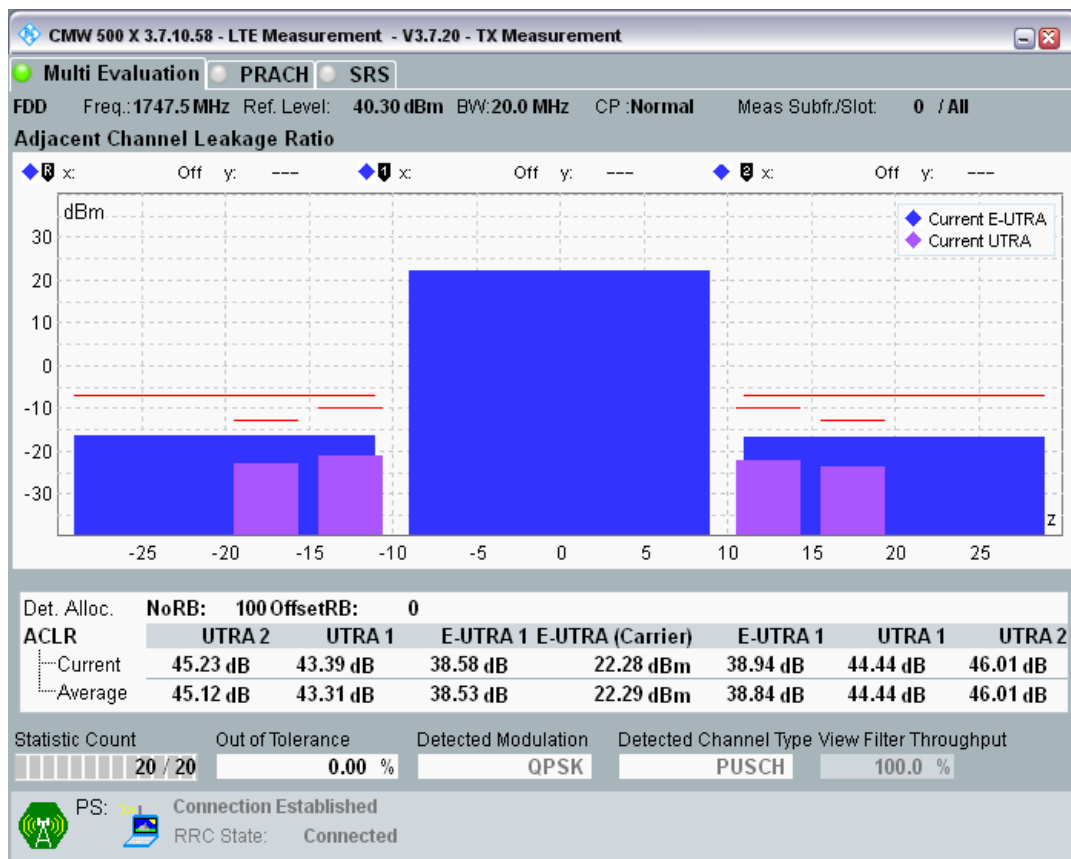 CMW 500 X 3.7.10.58 - LTE Measurement - V3.7.20 - TX Measurement
Multi Evaluation PRACH SRS
FDD Freq.:1747.5 MHz Ref. Level: 40.30 dBm BW:20.0 MHz CP :Normal Meas Subfr./Slot: 0 / All
Adjacent Channel Leakage Ratio
R x: Off y: --- 1 x: Off y: --- 2 x: Off y: ---
dBm
Current E-UTRA
Current UTRA
30
20
10
0
-10
-20
-30
z
-25 -20 -15 -10 -5 0 5 10 15 20 25
Det. Alloc. NoRB: 100 OffsetRB: 0
ACLR UTRA 2 UTRA 1 E-UTRA 1 E-UTRA (Carrier) E-UTRA 1 UTRA 1 UTRA 2
Current 45.23 dB 43.39 dB 38.58 dB 22.28 dBm 38.94 dB 44.44 dB 46.01 dB
Average 45.12 dB 43.31 dB 38.53 dB 22.29 dBm 38.84 dB 44.44 dB 46.01 dB
Statistic Count Out of Tolerance Detected Modulation Detected Channel Type View Filter Throughput
20 / 20 0.00 % QPSK PUSCH 100.0 %
PS: Connection Established
RRC State: Connected